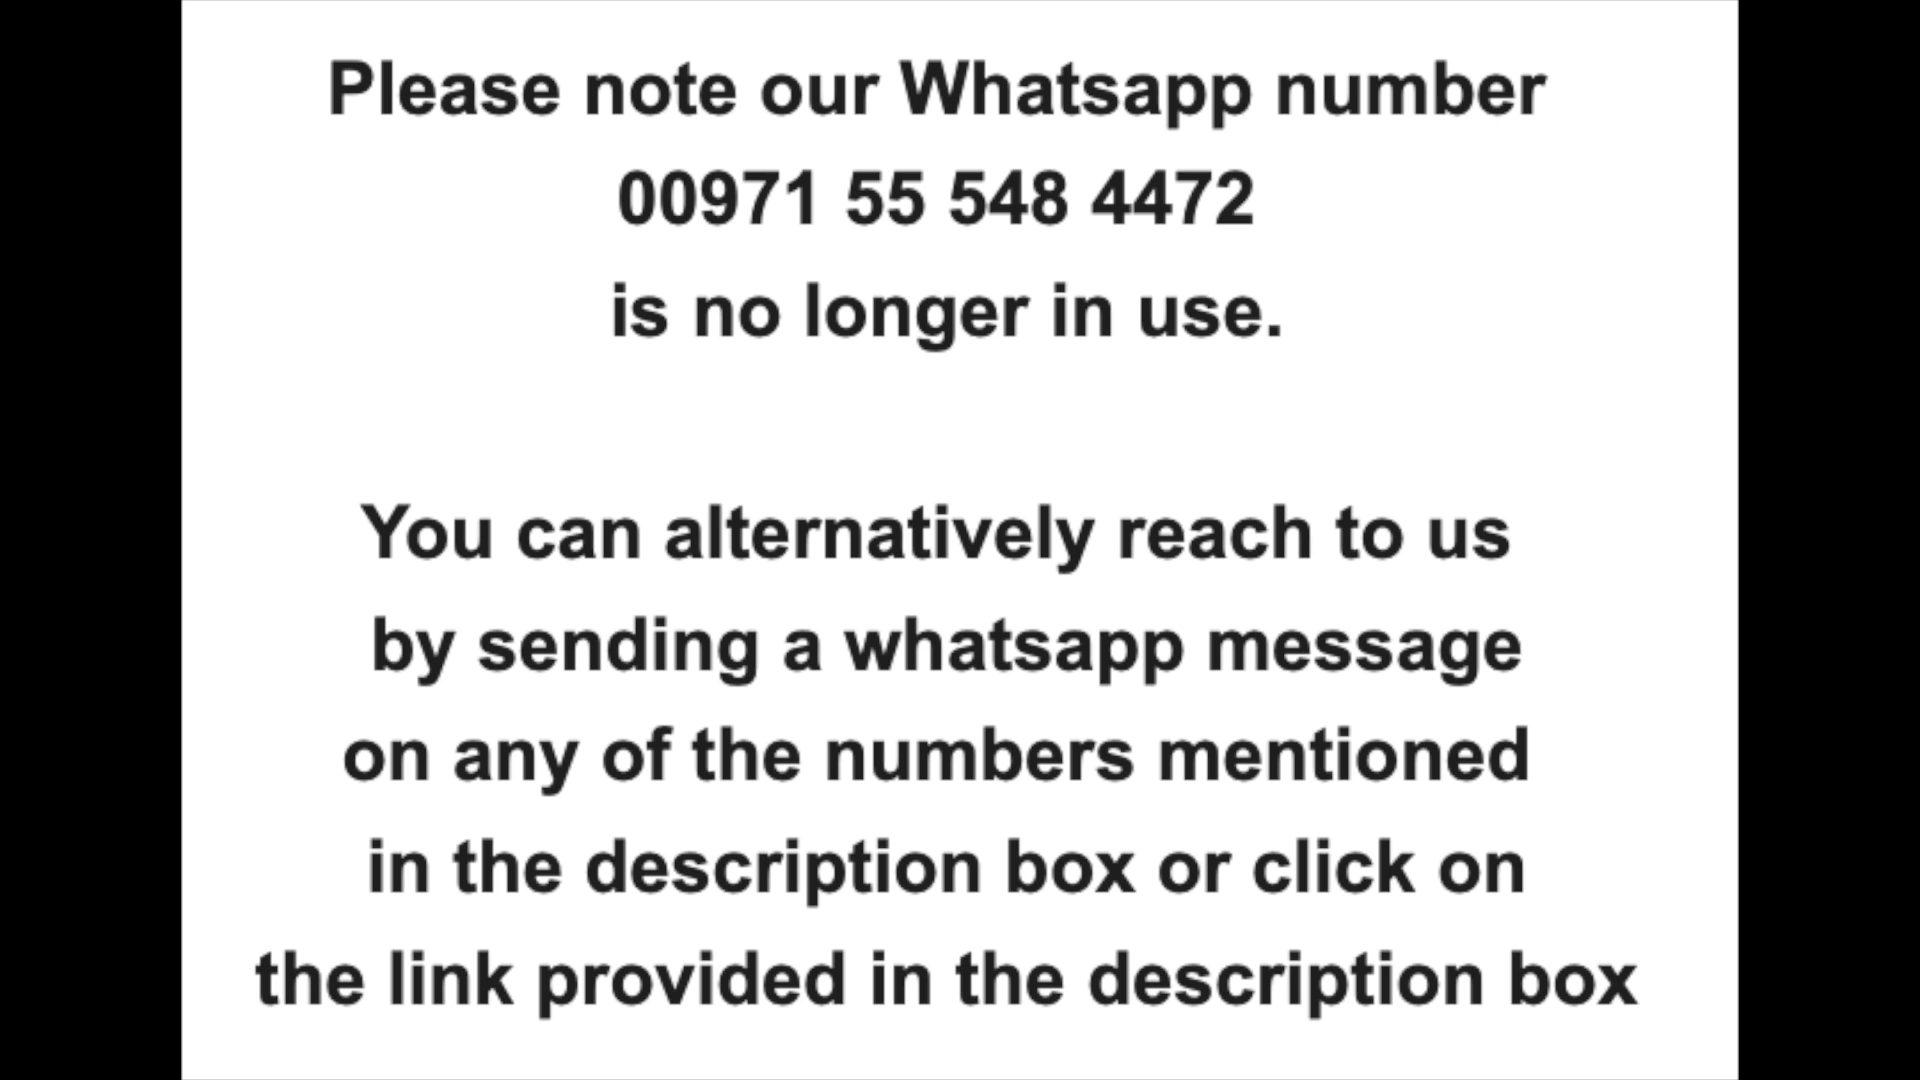 Please note our Whatsapp number
00971 55 548 4472
is no longer in use.
You can alternatively reach to us
by sending a whatsapp message
on any of the numbers mentioned
in the description box or click on
the link provided in the description box